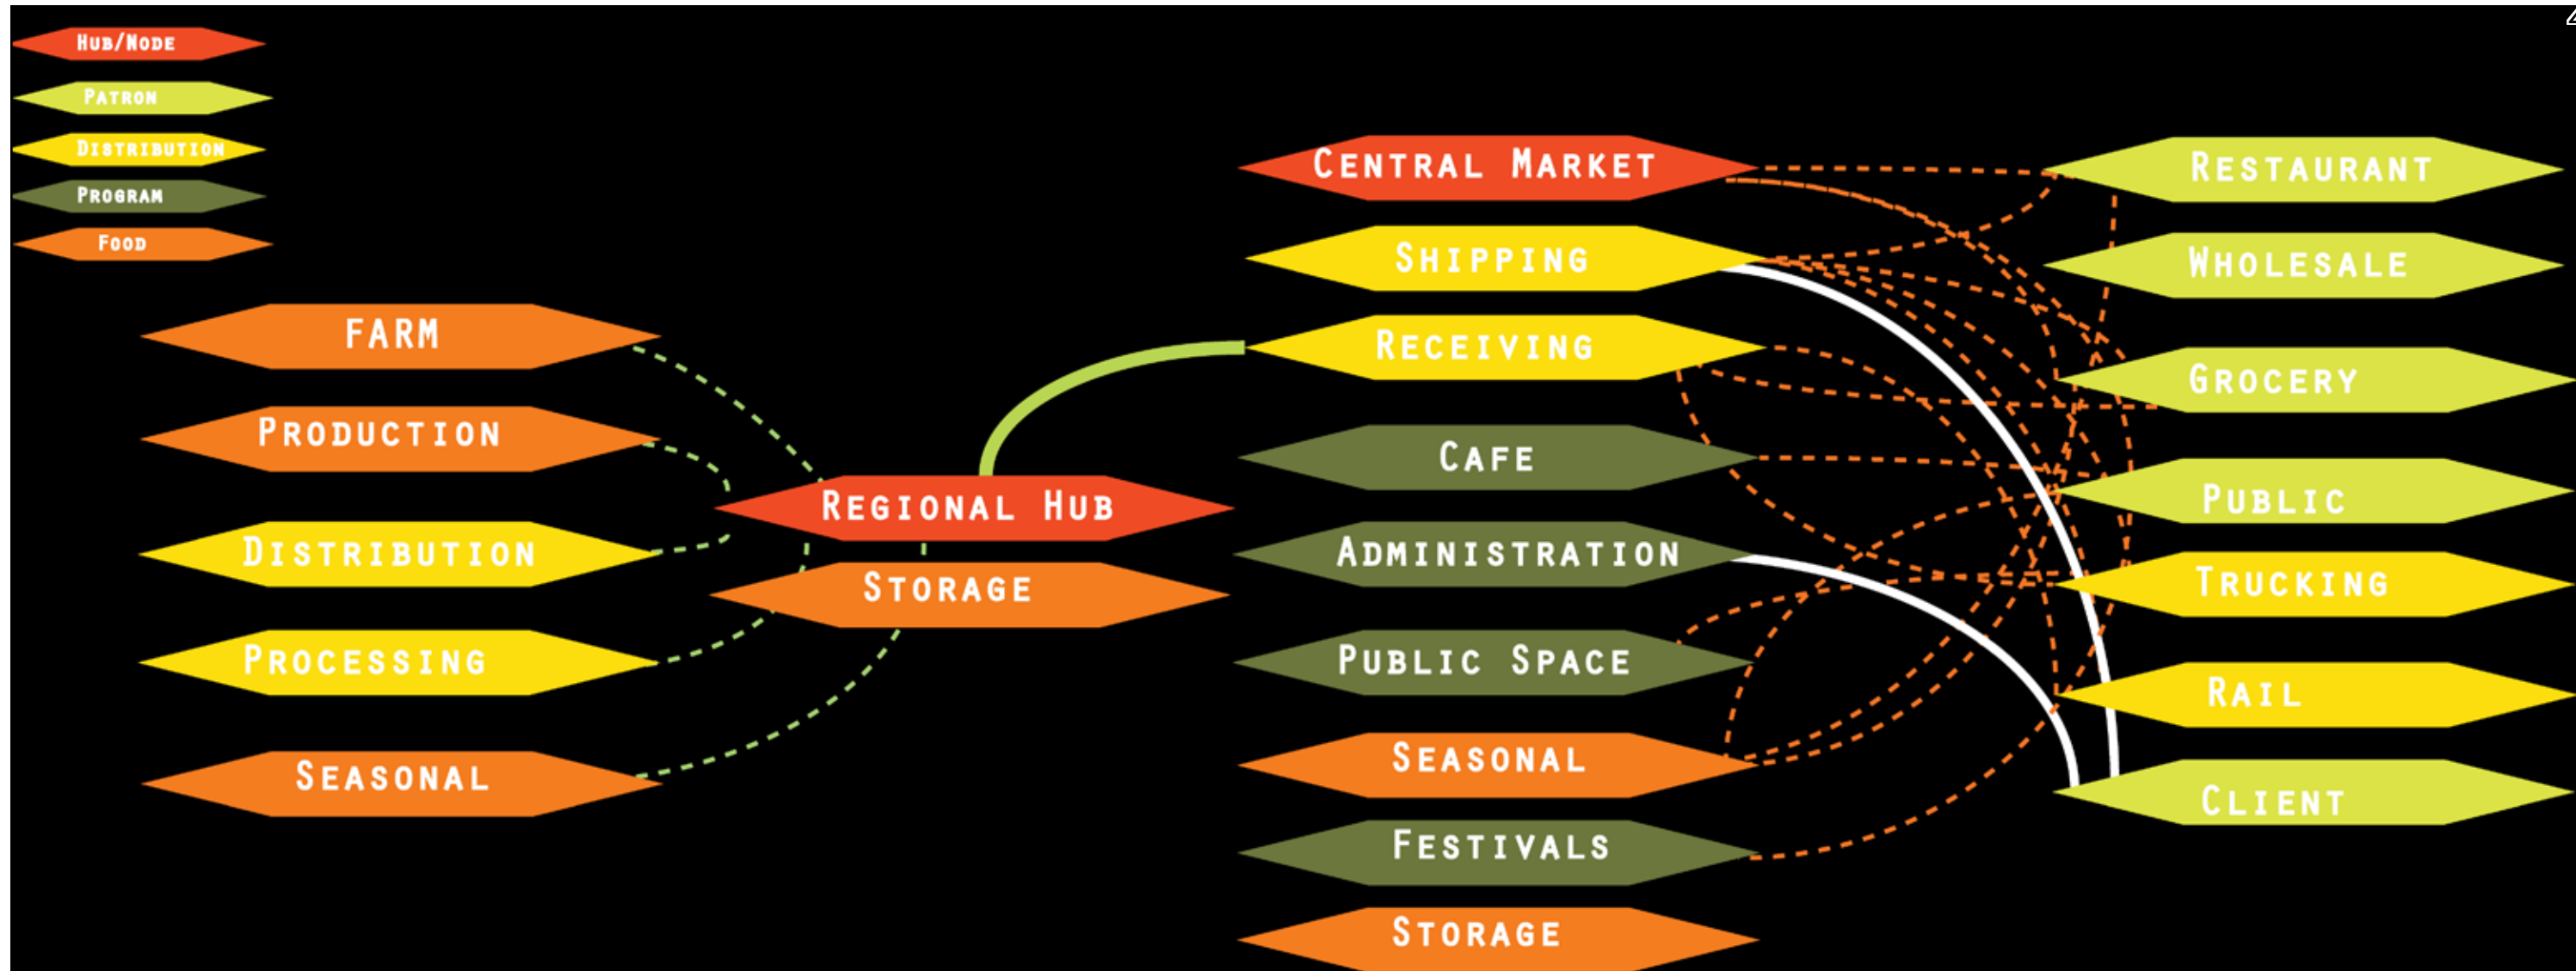 Hub/Node
Patron
Distribution
Program
Food
FARM
Production
Distribution
Processing
Seasonal
Regional Hub
Storage
Central Market
Shipping
Receiving
Cafe
Administration
Public Space
Seasonal
Festivals
Storage
Restaurant
Wholesale
Grocery
Public
Trucking
Rail
Client